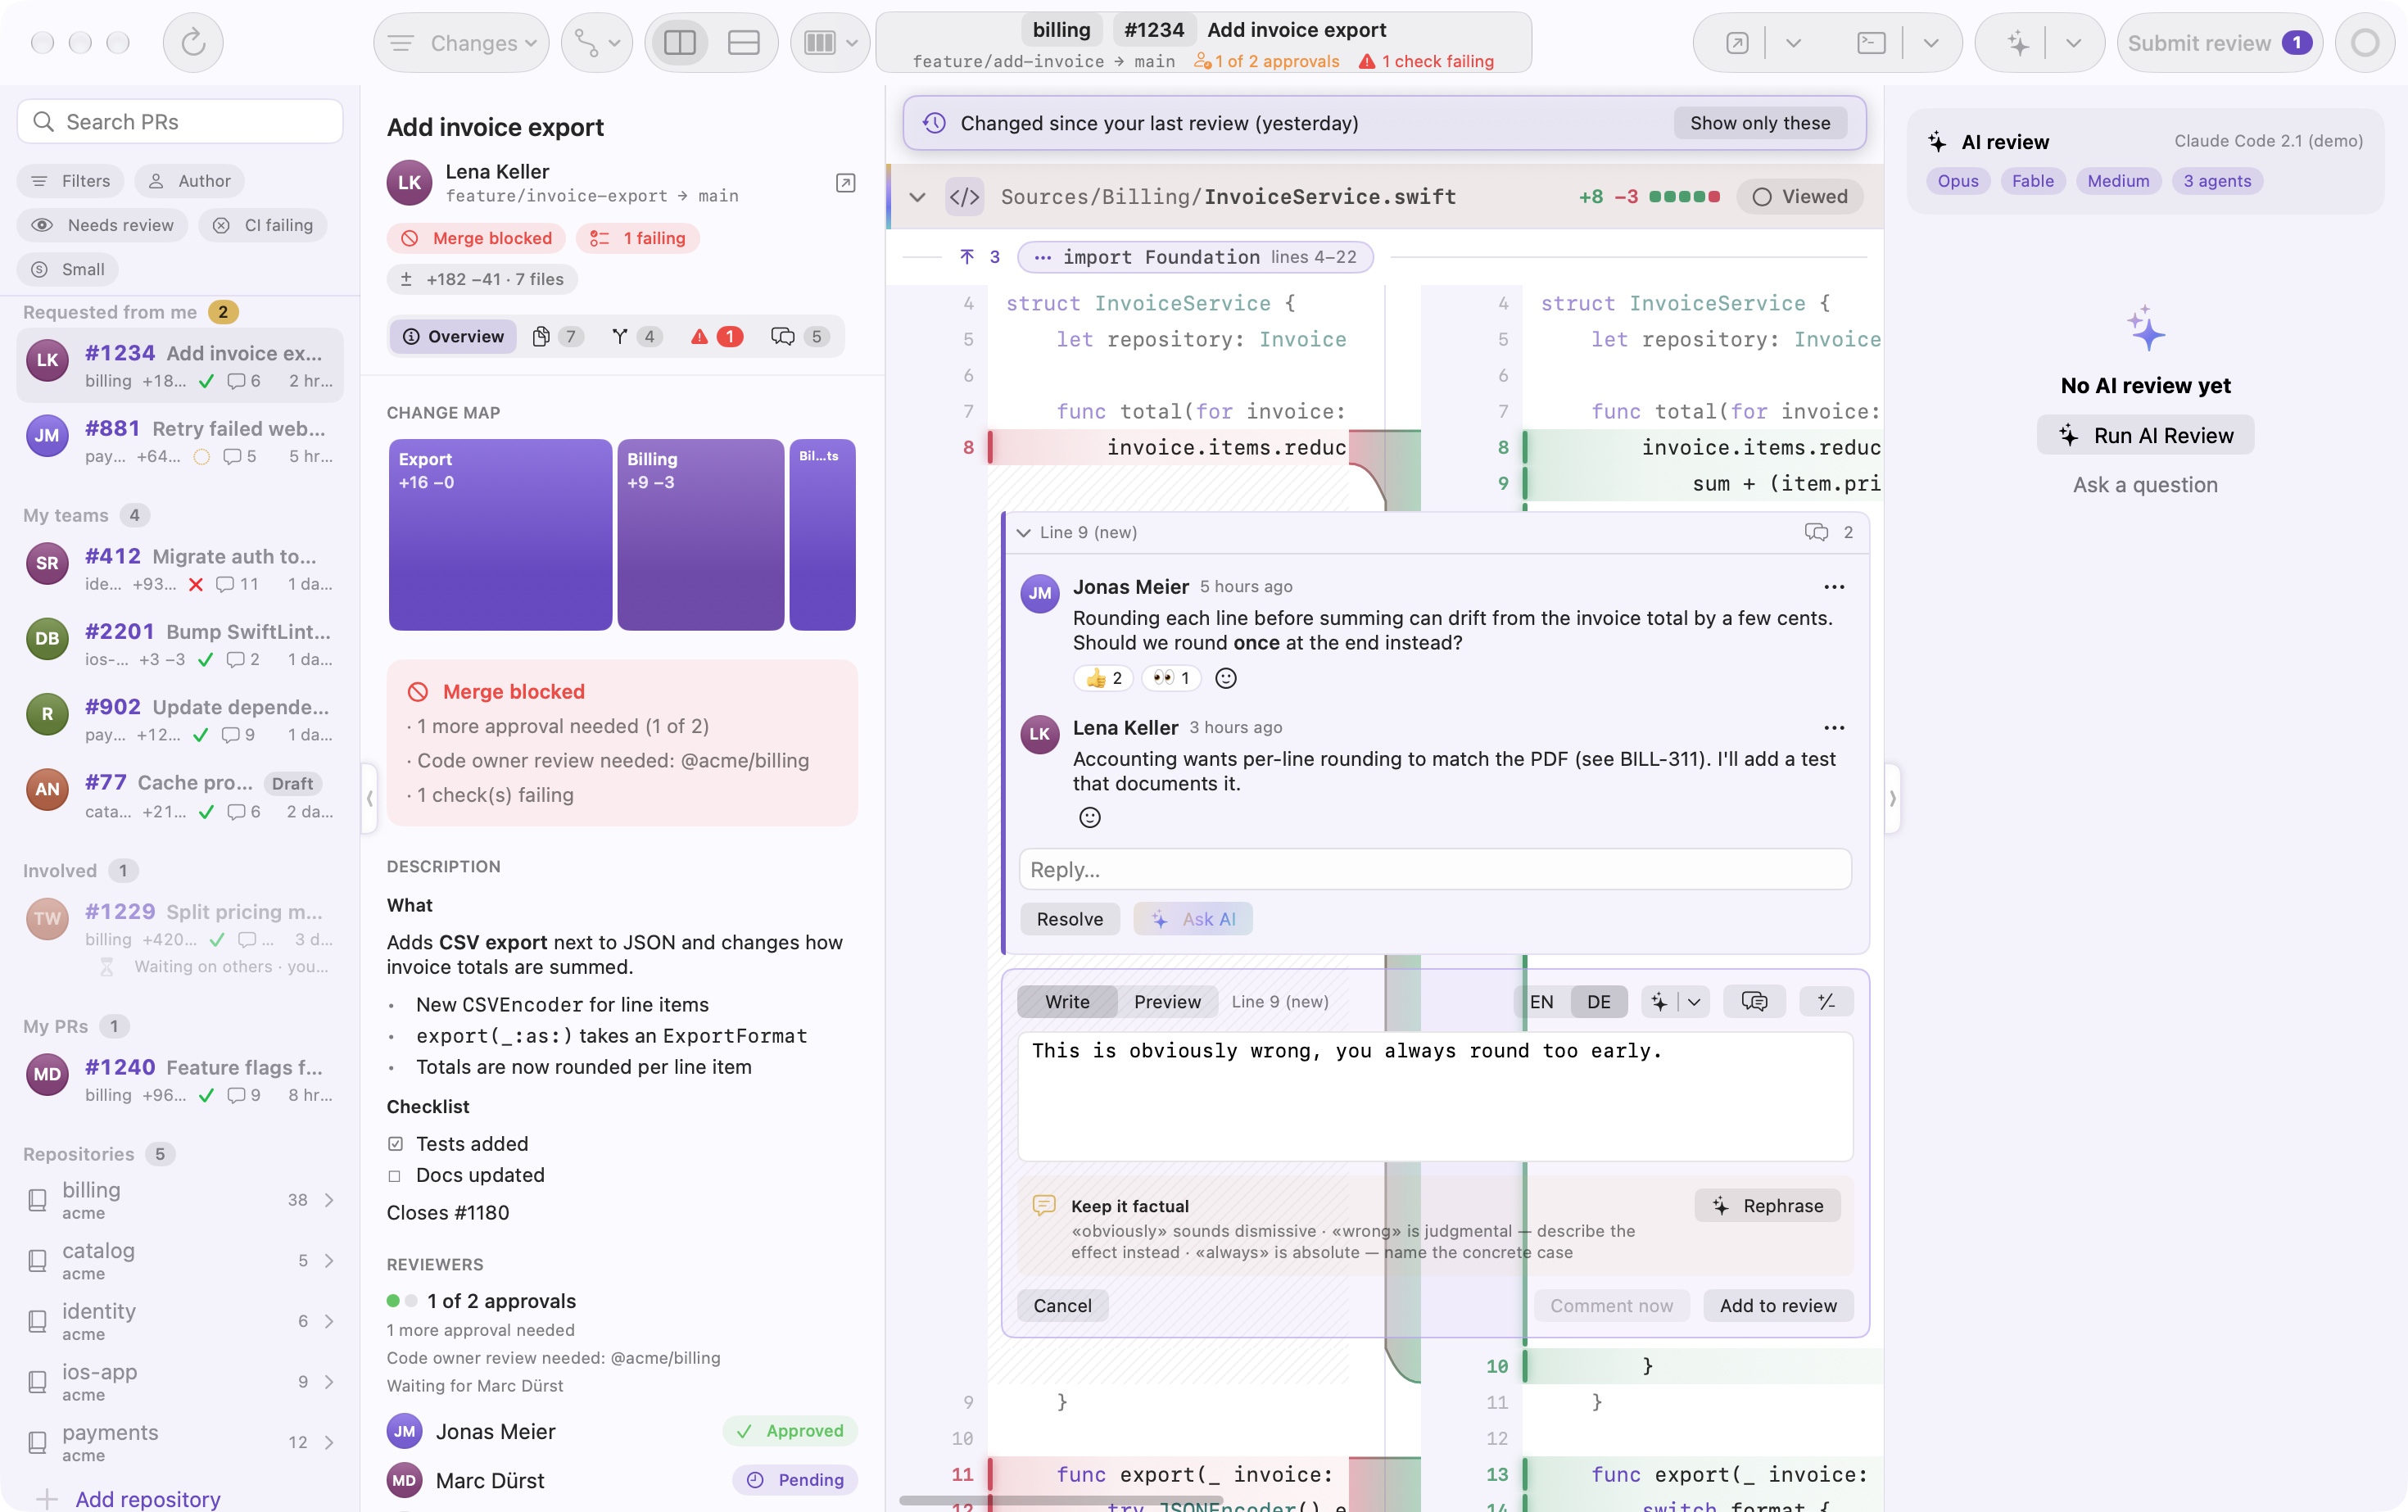 Changes
billing #1234 Add invoice export
feature/add-invoice → main 1 of 2 approvals 1 check failing
Submit review 1
Search PRs
Filters Author
Needs review CI failing
Small
Requested from me 2
LK #1234 Add invoice ex...
billing +18... 6 2 hr...
JM #881 Retry failed web...
pay... +64... 5 5 hr...
My teams 4
SR #412 Migrate auth to...
ide... +93... 11 1 da...
DB #2201 Bump SwiftLint...
ios-... +3 −3 2 1 da...
R #902 Update depende...
pay... +12... 9 1 da...
AN #77 Cache pro... Draft
cata... +21... 6 2 da...
Involved 1
TW #1229 Split pricing m...
billing +420... ... 3 d...
Waiting on others · you...
My PRs 1
MD #1240 Feature flags f...
billing +96... 9 8 hr...
Repositories 5
billing
acme
38
catalog
acme
5
identity
acme
6
ios-app
acme
9
payments
acme
12
Add repository
Add invoice export
LK Lena Keller
feature/invoice-export → main
Merge blocked 1 failing
+182 −41 · 7 files
Overview 7 4 1 5
CHANGE MAP
Export
+16 −0
Billing
+9 −3
Bil...ts
Merge blocked
· 1 more approval needed (1 of 2)
· Code owner review needed: @acme/billing
· 1 check(s) failing
DESCRIPTION
What
Adds CSV export next to JSON and changes how
invoice totals are summed.
• New CSVEncoder for line items
• export(_:as:) takes an ExportFormat
• Totals are now rounded per line item
Checklist
Tests added
Docs updated
Closes #1180
REVIEWERS
1 of 2 approvals
1 more approval needed
Code owner review needed: @acme/billing
Waiting for Marc Dürst
JM Jonas Meier Approved
MD Marc Dürst Pending
Changed since your last review (yesterday) Show only these
</> Sources/Billing/InvoiceService.swift +8 −3 Viewed
3 ··· import Foundation lines 4–22
4 struct InvoiceService {
5 let repository: Invoice
6
7 func total(for invoice:
8 invoice.items.reduc
4 struct InvoiceService {
5 let repository: Invoice
6
7 func total(for invoice:
8 invoice.items.reduc
9 sum + (item.pri
Line 9 (new) 2
JM Jonas Meier 5 hours ago
Rounding each line before summing can drift from the invoice total by a few cents.
Should we round once at the end instead?
👍 2 👀 1
LK Lena Keller 3 hours ago
Accounting wants per-line rounding to match the PDF (see BILL-311). I'll add a test
that documents it.
Reply...
Resolve Ask AI
Write Preview Line 9 (new) EN DE
This is obviously wrong, you always round too early.
Keep it factual
«obviously» sounds dismissive · «wrong» is judgmental — describe the
effect instead · «always» is absolute — name the concrete case
Rephrase
Cancel Comment now Add to review
9 }
10
11 func export(_ invoice:
12 try JSONEncoder().e
10 }
11 }
12
13 func export(_ invoice:
14 switch format {
AI review Claude Code 2.1 (demo)
Opus Fable Medium 3 agents
No AI review yet
Run AI Review
Ask a question